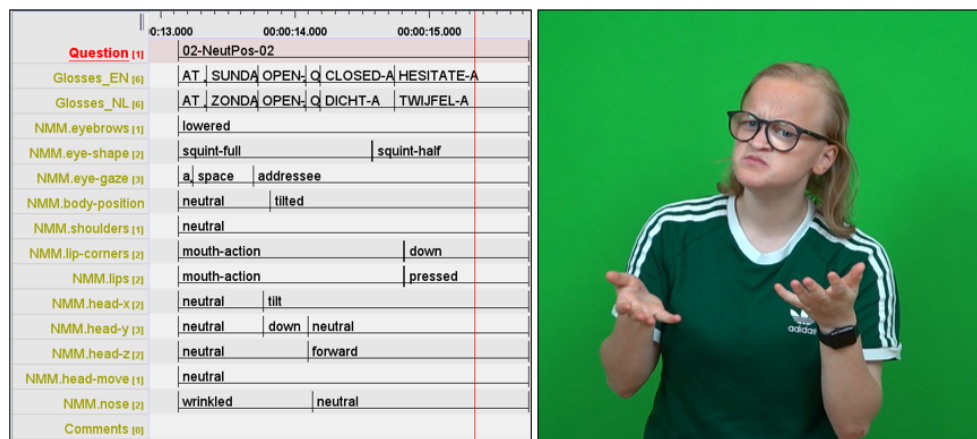 00:00:13.000 00:00:14.000 00:00:15.000
Question [1] 02-NeutPos-02
Glosses_EN [6] AT SUNDA OPEN- Q CLOSED-A HESITATE-A
Glosses_NL [6] AT ZONDA OPEN- Q DICHT-A TWIJFEL-A
NMM.eyebrows [1] lowered
NMM.eye-shape [2] squint-full squint-half
NMM.eye-gaze [3] a space addressee
NMM.body-position neutral tilted
NMM.shoulders [1] neutral
NMM.lip-corners [2] mouth-action down
NMM.lips [2] mouth-action pressed
NMM.head-x [2] neutral tilt
NMM.head-y [3] neutral down neutral
NMM.head-z [2] neutral forward
NMM.head-move [1] neutral
NMM.nose [2] wrinkled neutral
Comments [0]
adidas